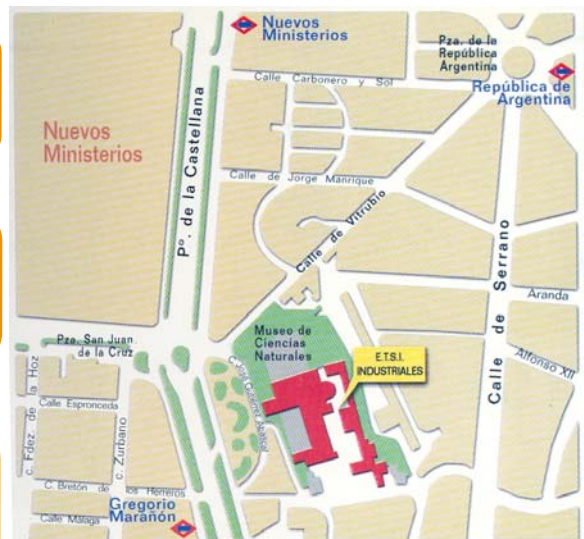 Nuevos
Ministerios
Pza. de la
República
Argentina
República de
Argentina
Calle Carbonero y Sol
Nuevos
Ministerios
Pº. de la Castellana
Calle de Jorge Manrique
Calle de Vitrubio
Calle de Serrano
Aranda
Alfonso XII
Museo de
Ciencias
Naturales
E.T.S.I.
INDUSTRIALES
Pza. San Juan
de la Cruz
C. Fdez. de la Hoz
Calle Espronceda
C. Zurbano
C. Bretón de los Herreros
Calle Málaga
Gregorio
Marañón